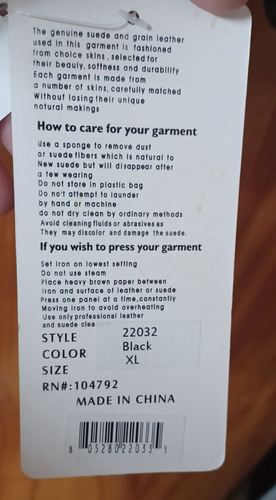 The genuine suede and grain leather
used in this garment is fashioned
from choice skins, selected for
their beauly, softness and durability
Each garment is made from
a number of skins, carefully matched
Without losing their unique
natural makings
How to care for your garment
Use a sponge to remove dust
or suede fibers which is natural to
New suede but will disappear after
a few wearing
Do not store in plastic bag
Do not attempt to lounder
by hand or machine
do not dry clean by ordinary methods
Avoid cleaning fluids or abrasives as
They may discolor and damage the suede.
If you wish to press your garment
Set iron on lowest setfing
Do not use steam
Place heavy brown paper between
iron and surface of leather or suede
Press one panel at a time, constantly
Moving iron to avoid overheating
Use only professional leather
and suede clea
STYLE 22032
COLOR Black
SIZE XL
RN#:104792
MADE IN CHINA
8 05280 22033 5